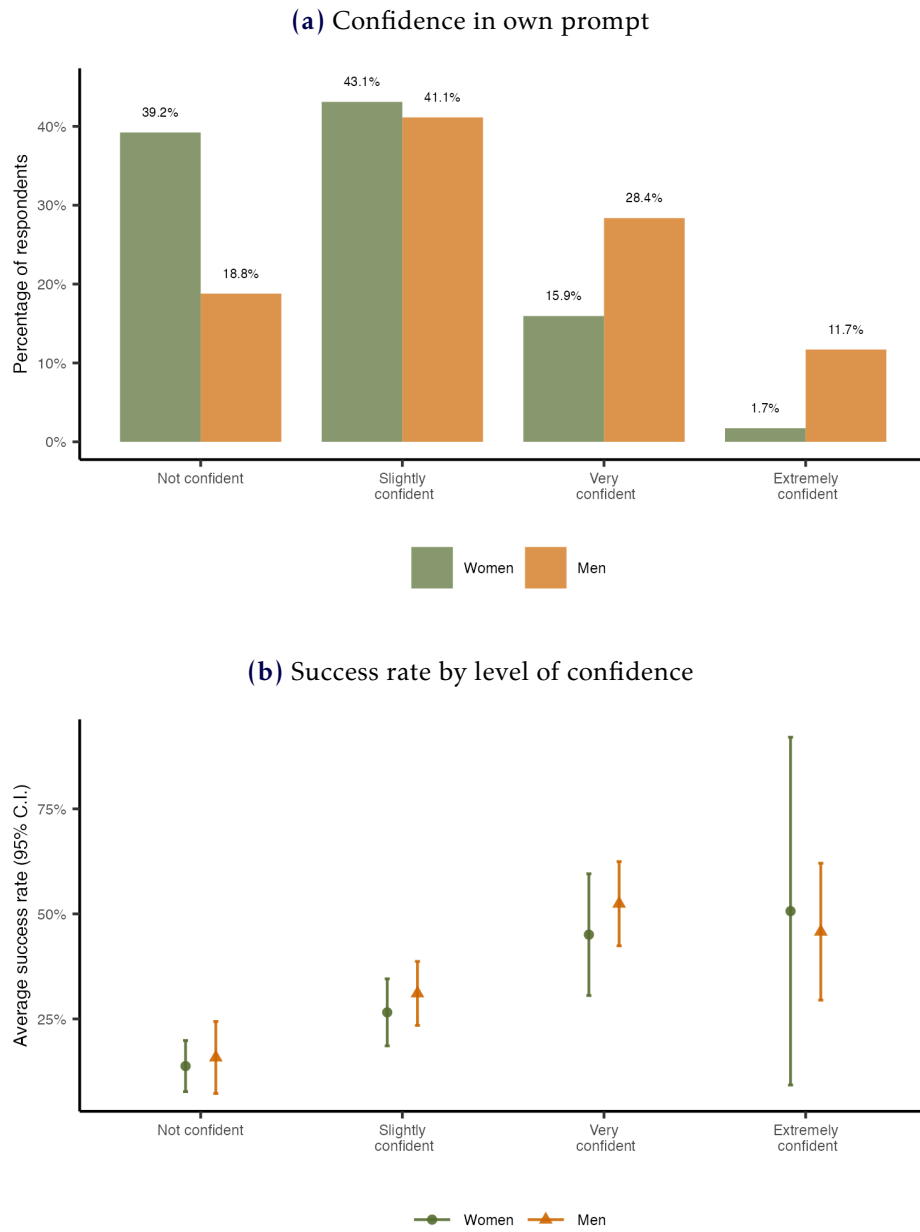 (a) Confidence in own prompt
Percentage of respondents
40%
30%
20%
10%
0%
39.2%
18.8%
43.1%
41.1%
15.9%
28.4%
1.7%
11.7%
Not confident
Slightly
confident
Very
confident
Extremely
confident
Women
Men
(b) Success rate by level of confidence
Average success rate (95% C.I.)
75%
50%
25%
Not confident
Slightly
confident
Very
confident
Extremely
confident
Women
Men